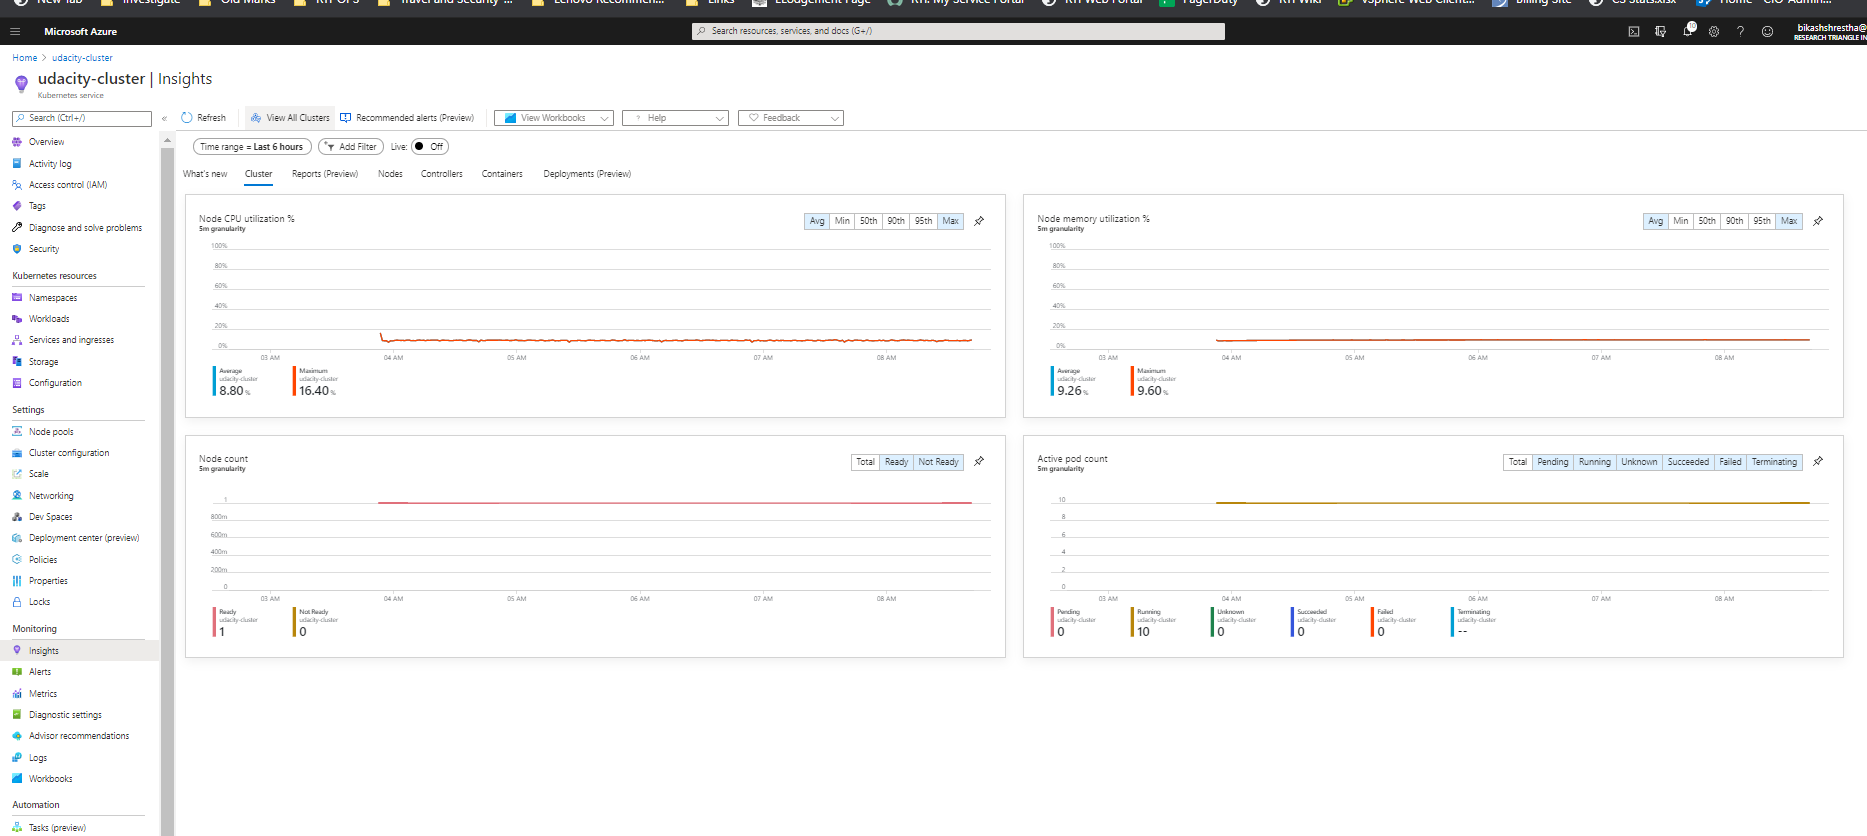 New Tab Investigate Old Marks RTI OPS Travel and Security -... Lenovo Recommen... Links ELodgement Page RTI: My Service Portal RTI Web Portal PagerDuty RTI Wiki vSphere Web Client... Billing Site CS Stats.xlsx Home - CIO-Admin...
Microsoft Azure
Search resources, services, and docs (G+/)
bikashshrestha@
RESEARCH TRIANGLE IN
Home > udacity-cluster
udacity-cluster | Insights
Kubernetes service
Search (Ctrl+/)
«
Refresh
View All Clusters
Recommended alerts (Preview)
View Workbooks
? Help
Feedback
Time range = Last 6 hours
Add Filter
Live: Off
What's new Cluster Reports (Preview) Nodes Controllers Containers Deployments (Preview)
Overview
Activity log
Access control (IAM)
Tags
Diagnose and solve problems
Security
Kubernetes resources
Namespaces
Workloads
Services and ingresses
Storage
Configuration
Settings
Node pools
Cluster configuration
Scale
Networking
Dev Spaces
Deployment center (preview)
Policies
Properties
Locks
Monitoring
Insights
Alerts
Metrics
Diagnostic settings
Advisor recommendations
Logs
Workbooks
Automation
Tasks (preview)
Node CPU utilization %
5m granularity
Avg Min 50th 90th 95th Max
100%
80%
60%
40%
20%
0%
03 AM 04 AM 05 AM 06 AM 07 AM 08 AM
Average
udacity-cluster
8.80 %
Maximum
udacity-cluster
16.40 %
Node memory utilization %
5m granularity
Avg Min 50th 90th 95th Max
100%
80%
60%
40%
20%
0%
03 AM 04 AM 05 AM 06 AM 07 AM 08 AM
Average
udacity-cluster
9.26 %
Maximum
udacity-cluster
9.60 %
Node count
5m granularity
Total Ready Not Ready
1
800m
600m
400m
200m
0
03 AM 04 AM 05 AM 06 AM 07 AM 08 AM
Ready
udacity-cluster
1
Not Ready
udacity-cluster
0
Active pod count
5m granularity
Total Pending Running Unknown Succeeded Failed Terminating
10
8
6
4
2
0
03 AM 04 AM 05 AM 06 AM 07 AM 08 AM
Pending
udacity-cluster
0
Running
udacity-cluster
10
Unknown
udacity-cluster
0
Succeeded
udacity-cluster
0
Failed
udacity-cluster
0
Terminating
udacity-cluster
--